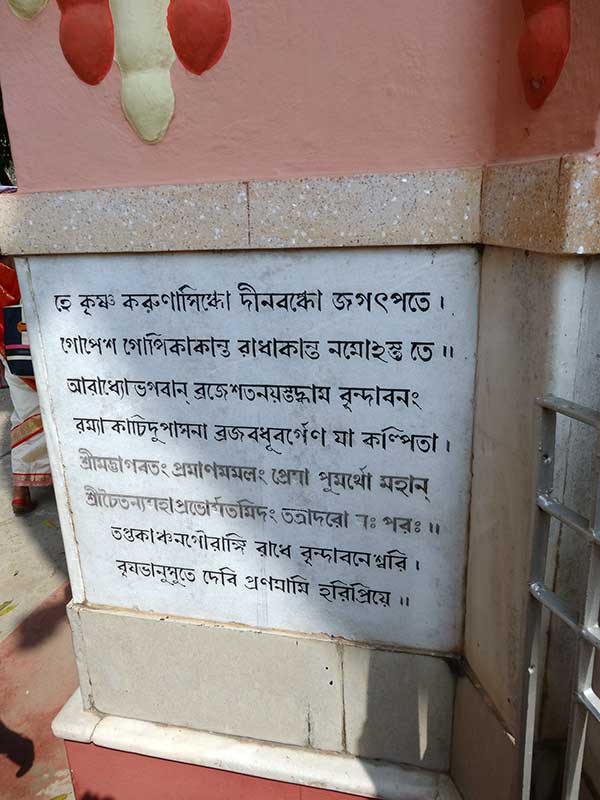 হে কৃষ্ণ করুণাসিন্ধো দীনবন্ধো জগৎপতে।
গোপেশ গোপিকাকান্ত রাধাকান্ত নমোঽস্তু তে॥
আরাধ্যো ভগবান্ ব্রজেশতনয়স্তদ্ধাম বৃন্দাবনং
রম্যা কাচিদুপাসনা ব্রজবধূবর্গেণ যা কল্পিতা।
শ্রীমদ্ভাগবতং প্রমাণমমলং প্রেমা পুমর্থো মহান্
শ্রীচৈতন্যমহাপ্রভোর্মতমিদং তত্রাদরো নঃ পরঃ॥
তপ্তকাঞ্চনগৌরাঙ্গি রাধে বৃন্দাবনেশ্বরি।
বৃষভানুসুতে দেবি প্রণমামি হরিপ্রিয়ে॥